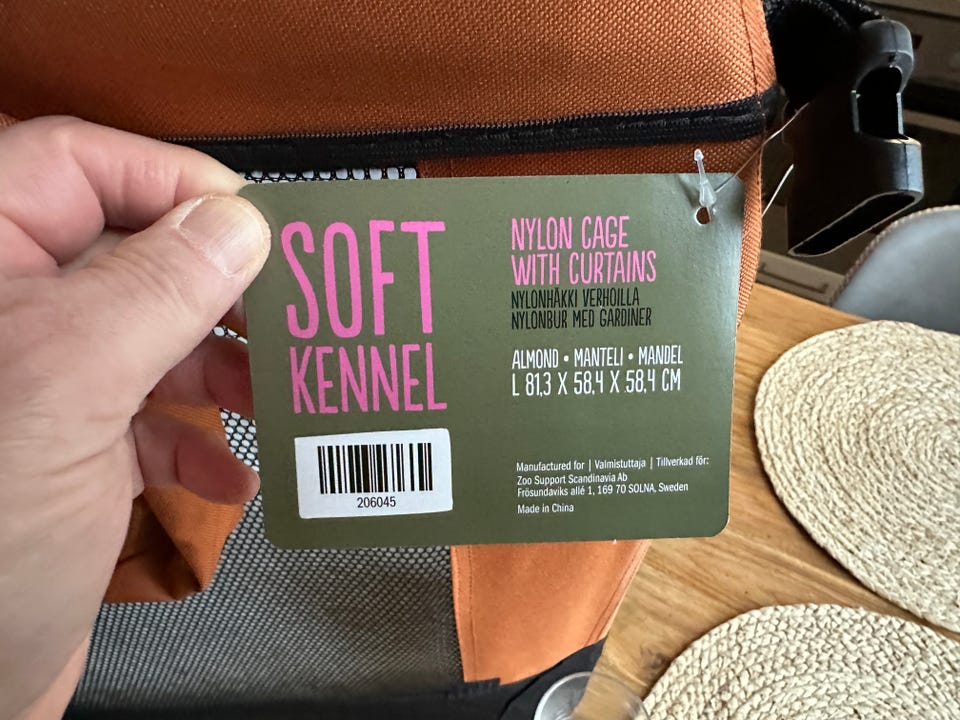 SOFT
KENNEL
206045
NYLON CAGE
WITH CURTAINS
NYLONHÄKKI VERHOILLA
NYLONBUR MED GARDINER
ALMOND • MANTELI • MANDEL
L 81,3 X 58,4 X 58,4 CM
Manufactured for | Valmistuttaja | Tillverkad för:
Zoo Support Scandinavia Ab
Frösundaviks allé 1, 169 70 SOLNA, Sweden
Made in China